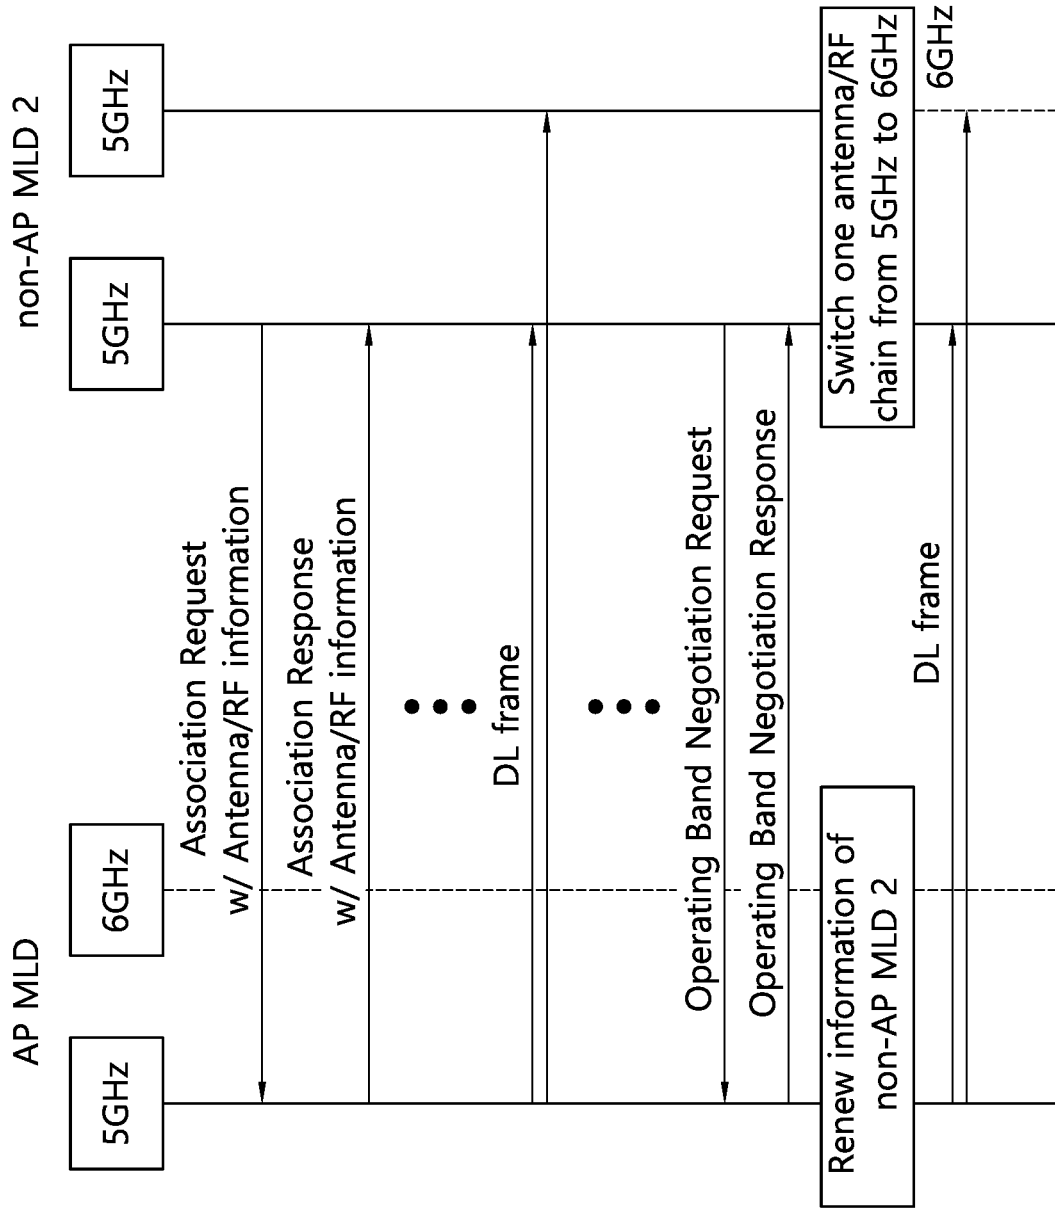 AP MLD
non-AP MLD 2
5GHz
6GHz
5GHz
5GHz
Association Request
w/ Antenna/RF information
Association Response
w/ Antenna/RF information
DL frame
Operating Band Negotiation Request
Operating Band Negotiation Response
Renew information of
non-AP MLD 2
Switch one antenna/RF
chain from 5GHz to 6GHz
6GHz
DL frame